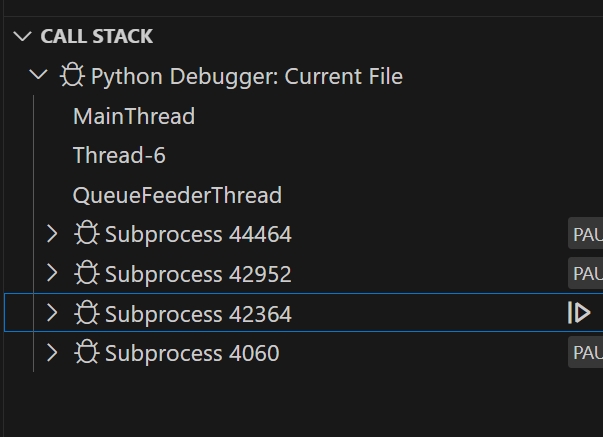 CALL STACK
Python Debugger: Current File
MainThread
Thread-6
QueueFeederThread
Subprocess 44464 PAU
Subprocess 42952 PAU
Subprocess 42364
Subprocess 4060 PAU